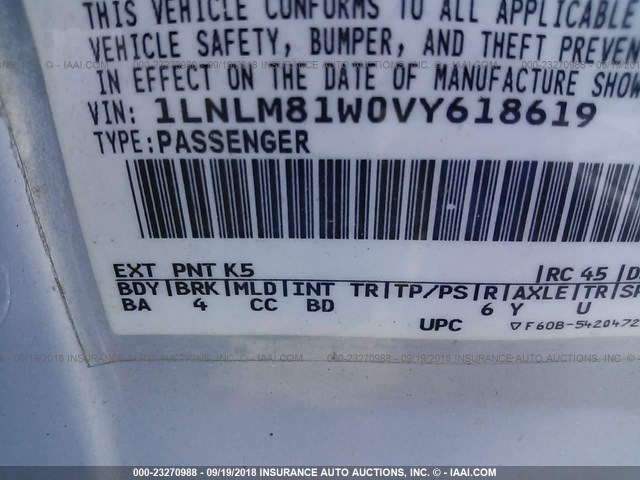 THIS VEHICLE CONFORMS TO ALL APPLICABLE
VEHICLE SAFETY, BUMPER, AND THEFT PREVEN
IN EFFECT ON THE DATE OF MANUFACTURE SHOW
VIN: 1LNLM81W0VY618619
TYPE: PASSENGER
EXT PNT K5 RC 45 D
BDY BRK MLD INT TR TP/PS R AXLE TR SP
BA 4 CC BD 6 Y U
UPC F60B-5420472
000-23270988 - 09/19/2018 INSURANCE AUTO AUCTIONS, INC. - © - IAAI.COM